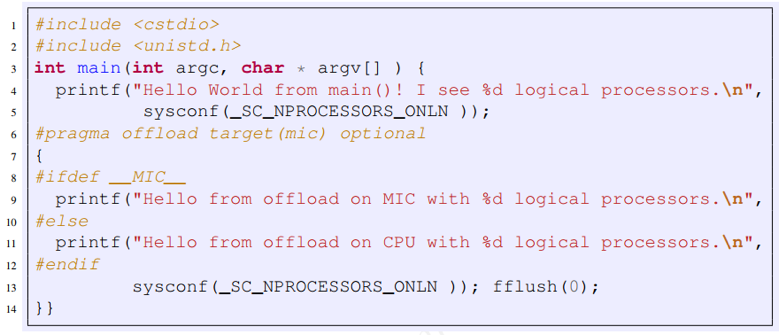 1 #include <cstdio>
2 #include <unistd.h>
3 int main(int argc, char * argv[] ) {
4 printf("Hello World from main()! I see %d logical processors.\n",
5 sysconf(_SC_NPROCESSORS_ONLN ));
6 #pragma offload target(mic) optional
7 {
8 #ifdef __MIC__
9 printf("Hello from offload on MIC with %d logical processors.\n",
10 #else
11 printf("Hello from offload on CPU with %d logical processors.\n",
12 #endif
13 sysconf(_SC_NPROCESSORS_ONLN )); fflush(0);
14 }}